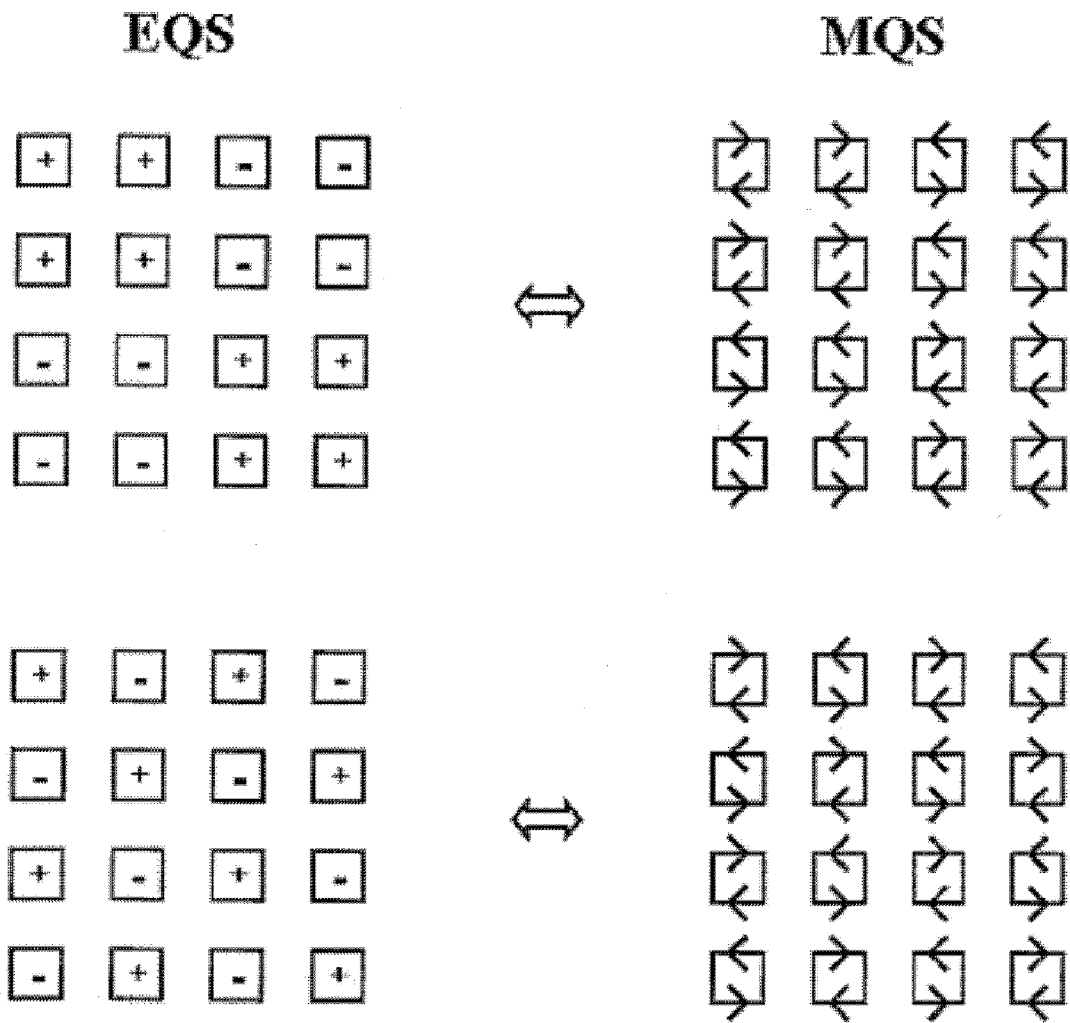 EQS MQS
+ + - -
+ + - -
- - + +
- - + +
+ - + -
- + - +
+ - + -
- + - +